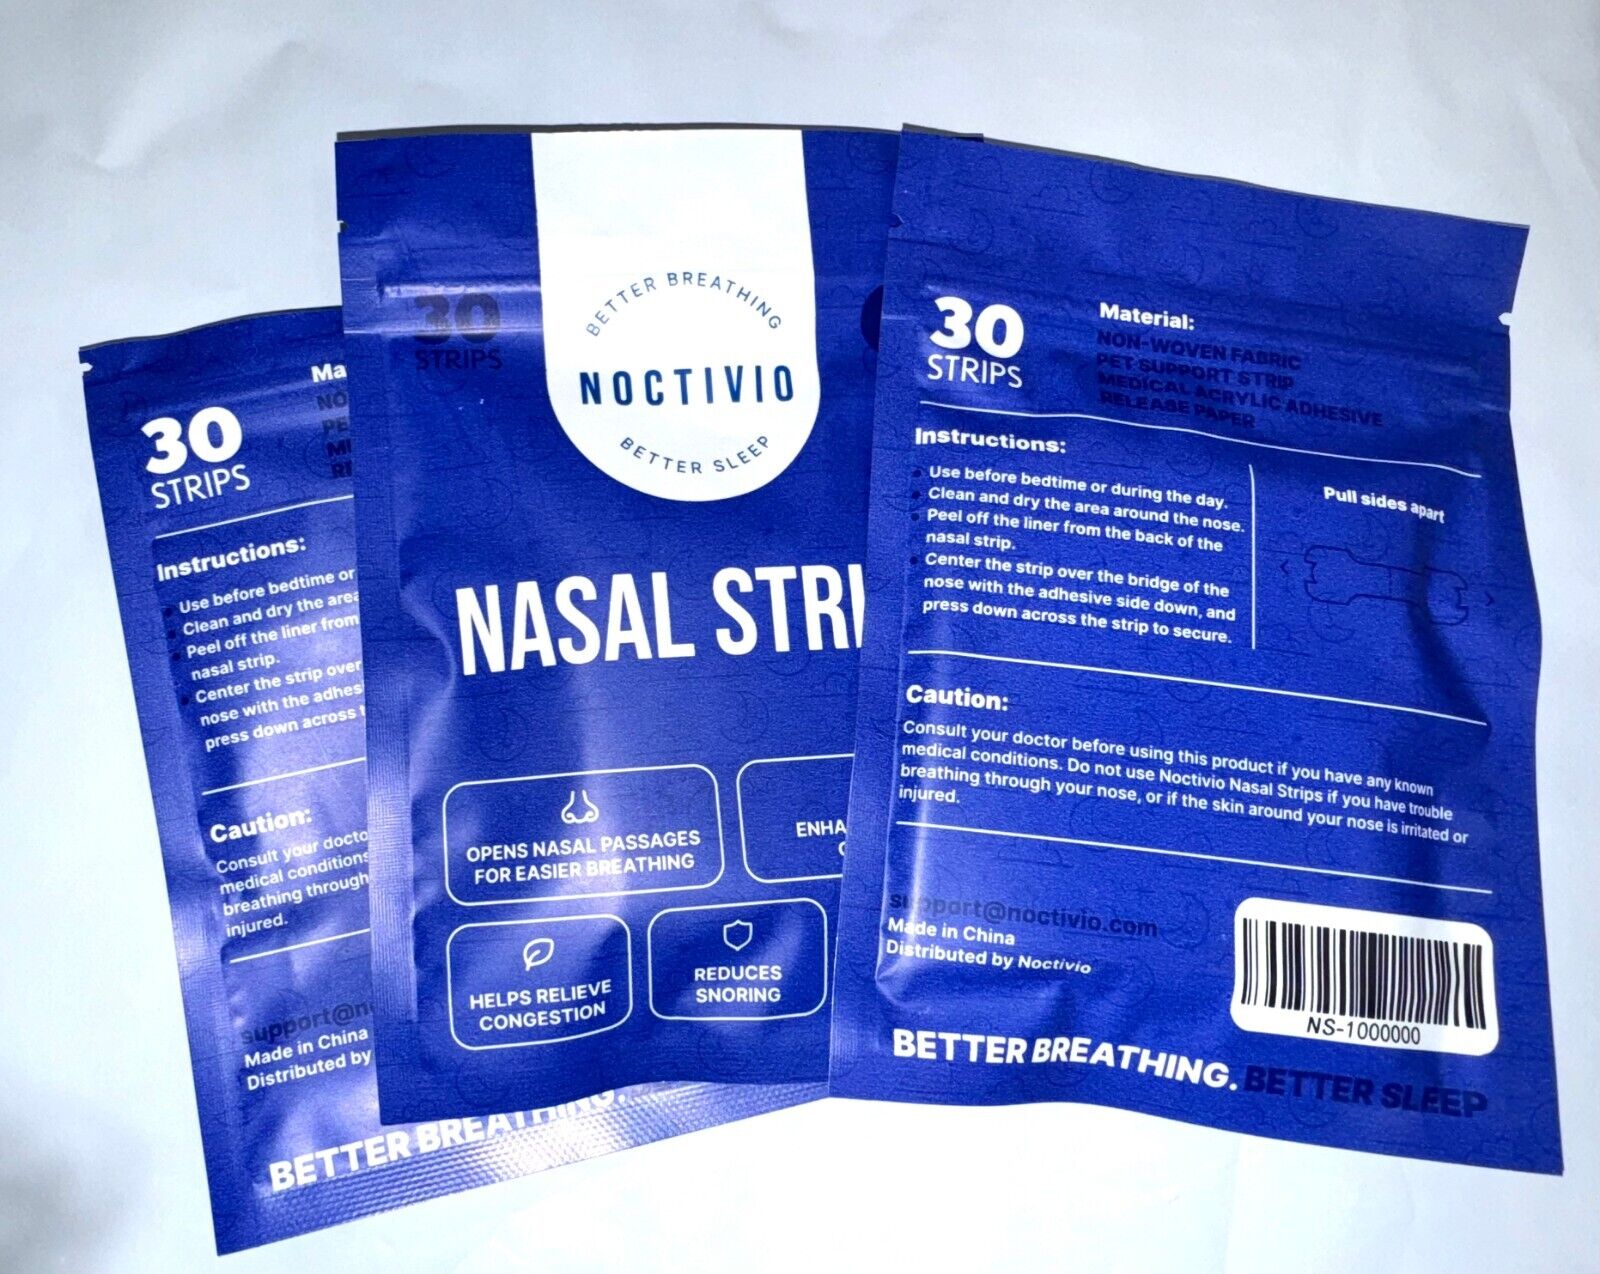 30
STRIPS
Ma
NO
PE
Instructions:
Use before bedtime or
Clean and dry the area
Peel off the liner from
nasal strip.
Center the strip over
nose with the adhes
press down across t
Caution:
Consult your docto
medical conditions
breathing through
injured.
support@no
Made in China
Distributed by
BETTER BREATHING.
30
STRIPS
BETTER BREATHING
NOCTIVIO
BETTER SLEEP
NASAL STRI
OPENS NASAL PASSAGES
FOR EASIER BREATHING
ENHA
HELPS RELIEVE
CONGESTION
REDUCES
SNORING
30
STRIPS
Material:
NON-WOVEN FABRIC
PET SUPPORT STRIP
MEDICAL ACRYLIC ADHESIVE
RELEASE PAPER
Instructions:
Use before bedtime or during the day.
Clean and dry the area around the nose.
Peel off the liner from the back of the
nasal strip.
Center the strip over the bridge of the
nose with the adhesive side down, and
press down across the strip to secure.
Pull sides apart
Caution:
Consult your doctor before using this product if you have any known
medical conditions. Do not use Noctivio Nasal Strips if you have trouble
breathing through your nose, or if the skin around your nose is irritated or
injured.
support@noctivio.com
Made in China
Distributed by Noctivio
NS-1000000
BETTER BREATHING. BETTER SLEEP